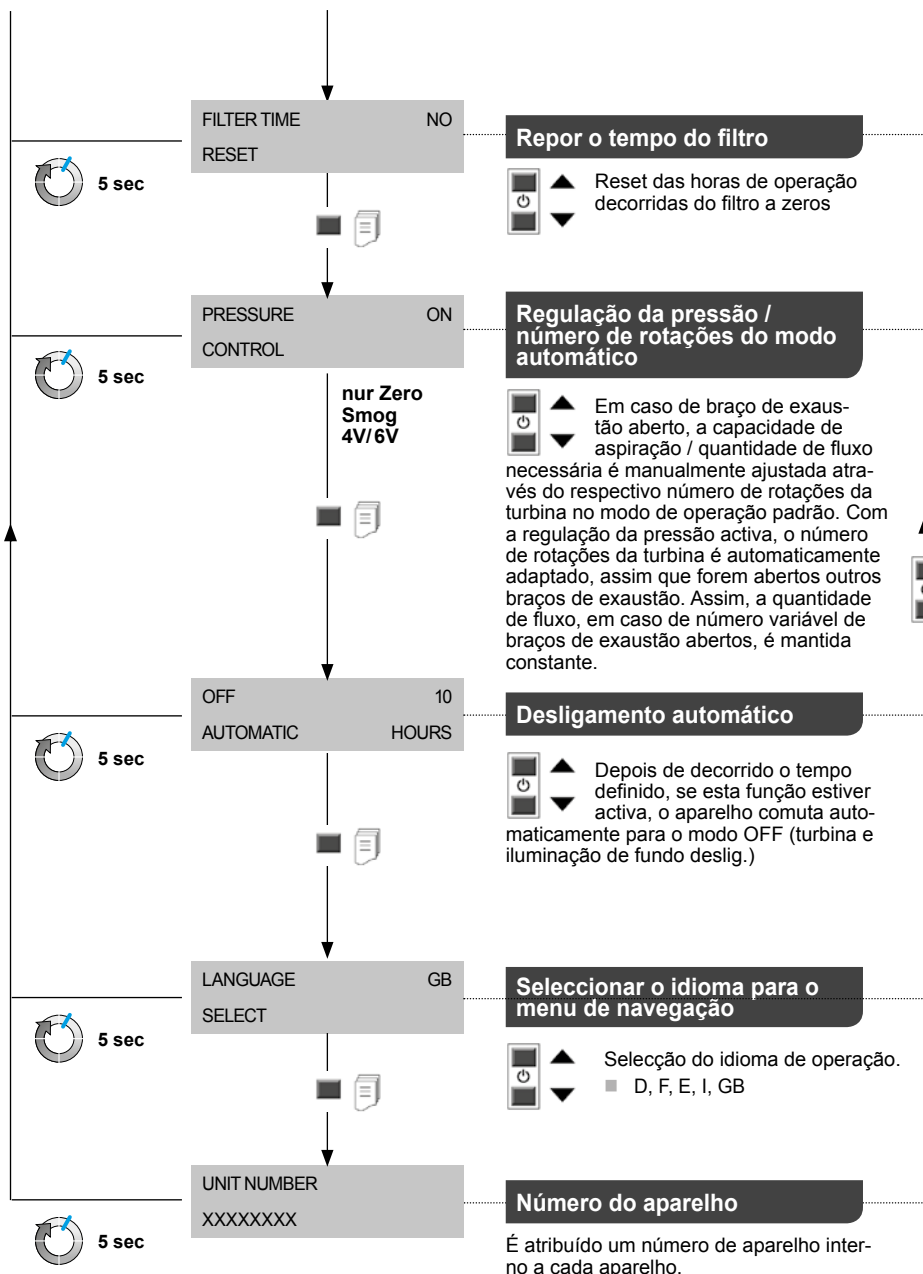 FILTER TIME NO
RESET
5 sec
Repor o tempo do filtro
Reset das horas de operação
decorridas do filtro a zeros
PRESSURE ON
CONTROL
5 sec
nur Zero
Smog
4V/ 6V
Regulação da pressão /
número de rotações do modo
automático
Em caso de braço de exaus-
tão aberto, a capacidade de
aspiração / quantidade de fluxo
necessária é manualmente ajustada atra-
vés do respectivo número de rotações da
turbina no modo de operação padrão. Com
a regulação da pressão activa, o número
de rotações da turbina é automaticamente
adaptado, assim que forem abertos outros
braços de exaustão. Assim, a quantidade
de fluxo, em caso de número variável de
braços de exaustão abertos, é mantida
constante.
OFF 10
AUTOMATIC HOURS
5 sec
Desligamento automático
Depois de decorrido o tempo
definido, se esta função estiver
activa, o aparelho comuta auto-
maticamente para o modo OFF (turbina e
iluminação de fundo deslig.)
LANGUAGE GB
SELECT
5 sec
Seleccionar o idioma para o
menu de navegação
Selecção do idioma de operação.
D, F, E, I, GB
UNIT NUMBER
XXXXXXXX
5 sec
Número do aparelho
É atribuído um número de aparelho inter-
no a cada aparelho.